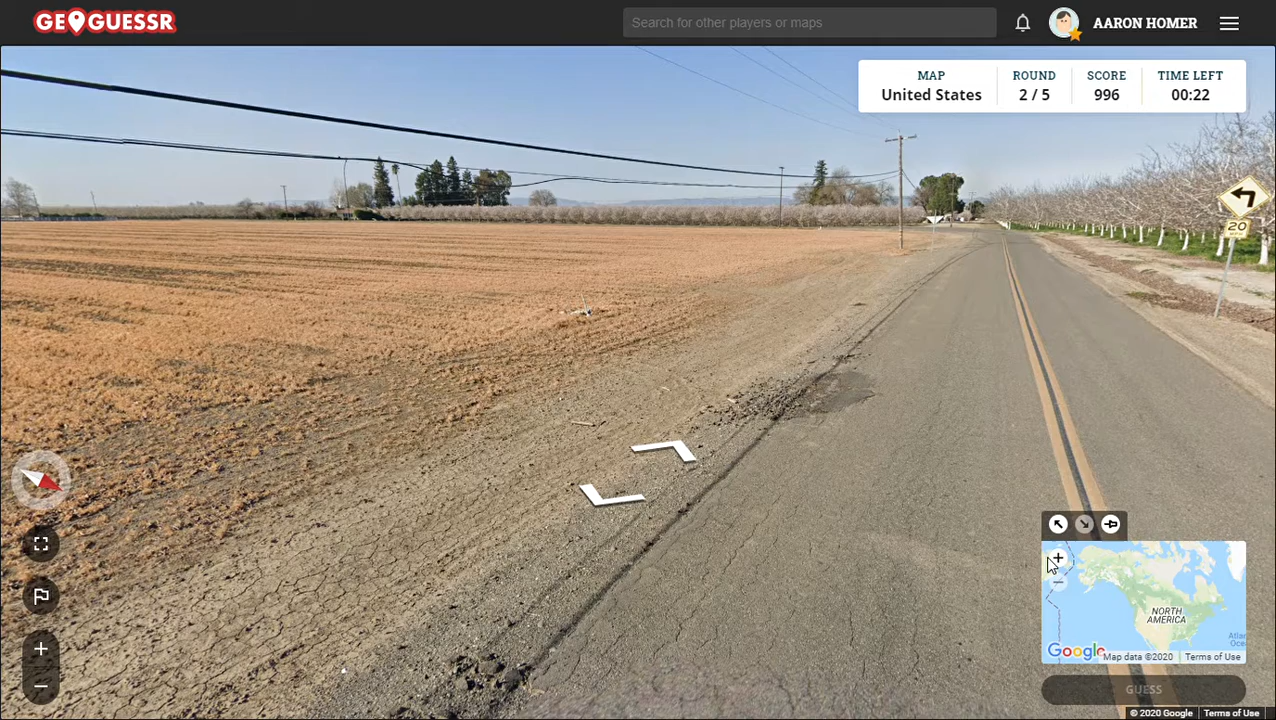 GEOGUESSR
Search for other players or maps
AARON HOMER
MAP
United States
ROUND
2 / 5
SCORE
996
TIME LEFT
00:22
20
NORTH
AMERICA
Google
Map data ©2020
Terms of Use
GUESS
© 2020 Google
Terms of Use